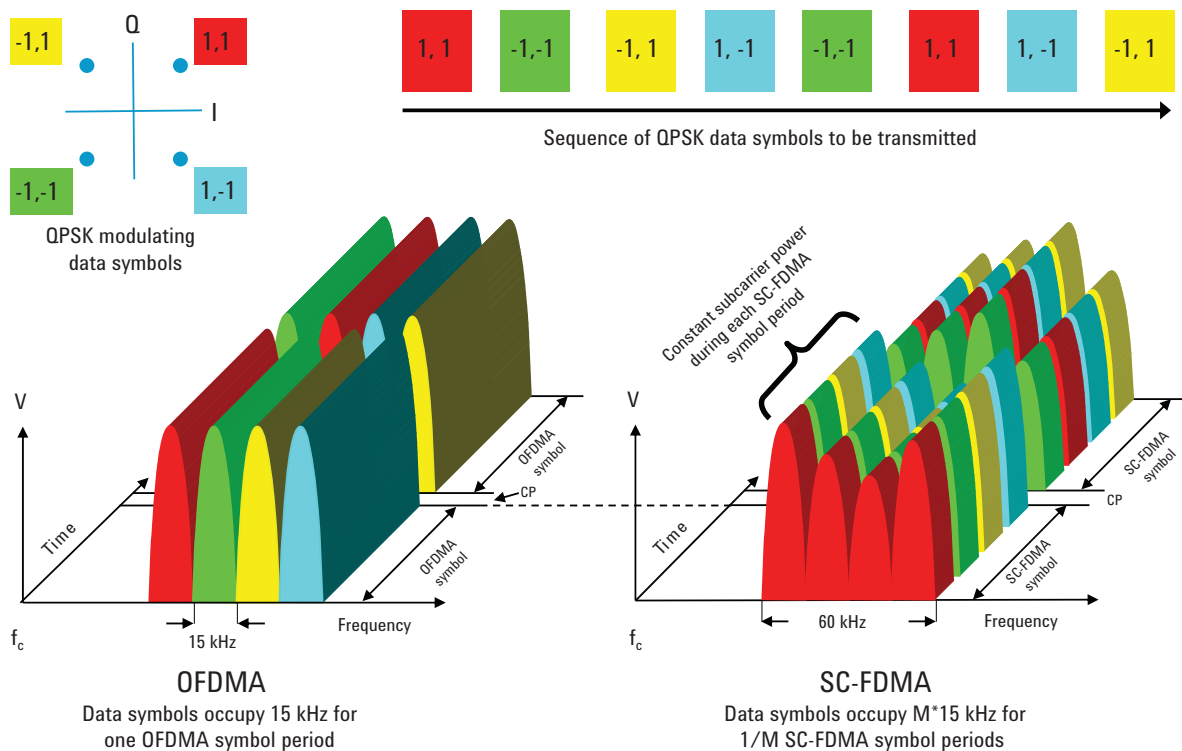 -1,1
Q
1,1
I
-1,-1
1,-1
QPSK modulating
data symbols
1, 1
-1,-1
-1, 1
1, -1
-1,-1
1, 1
1, -1
-1, 1
Sequence of QPSK data symbols to be transmitted
V
Time
OFDMA
symbol
CP
OFDMA
symbol
Frequency
15 kHz
fc
OFDMA
Data symbols occupy 15 kHz for
one OFDMA symbol period
Constant subcarrier power
during each SC-FDMA
symbol period
V
Time
SC-FDMA
symbol
CP
SC-FDMA
symbol
60 kHz
Frequency
fc
SC-FDMA
Data symbols occupy M*15 kHz for
1/M SC-FDMA symbol periods